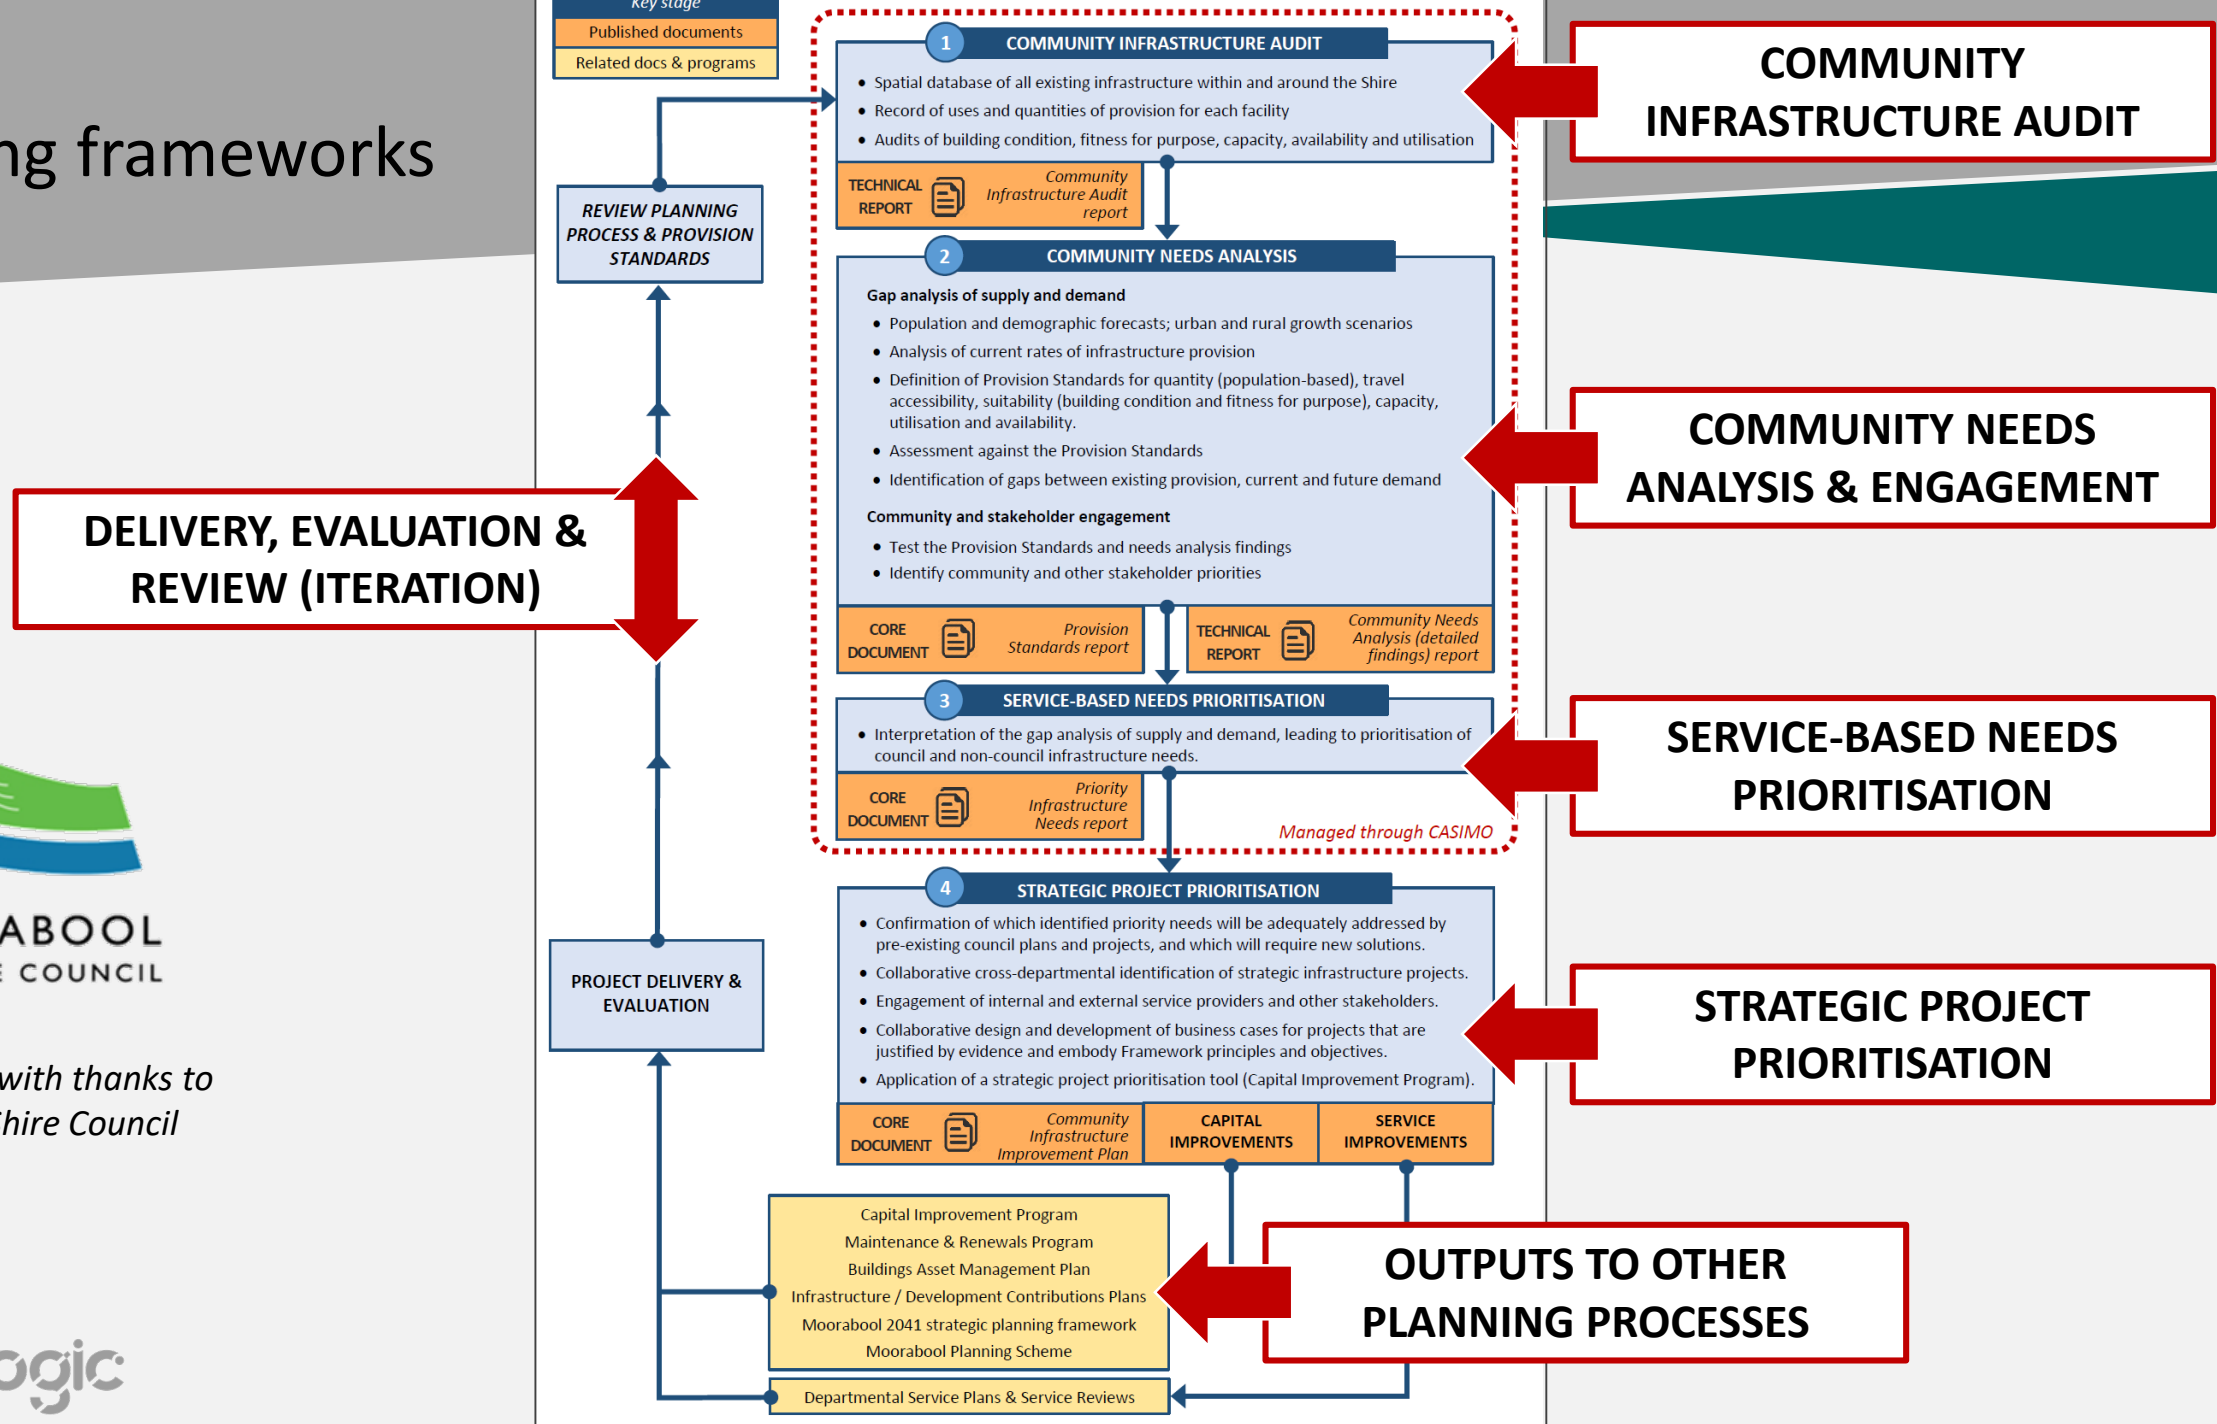 Key stage
Published documents
Related docs & programs
frameworks
1
COMMUNITY INFRASTRUCTURE AUDIT
• Spatial database of all existing infrastructure within and around the Shire
• Record of uses and quantities of provision for each facility
• Audits of building condition, fitness for purpose, capacity, availability and utilisation
TECHNICAL
REPORT
Community
Infrastructure Audit
report
COMMUNITY
INFRASTRUCTURE AUDIT
REVIEW PLANNING
PROCESS & PROVISION
STANDARDS
2
COMMUNITY NEEDS ANALYSIS
Gap analysis of supply and demand
• Population and demographic forecasts; urban and rural growth scenarios
• Analysis of current rates of infrastructure provision
• Definition of Provision Standards for quantity (population-based), travel
accessibility, suitability (building condition and fitness for purpose), capacity,
utilisation and availability.
• Assessment against the Provision Standards
• Identification of gaps between existing provision, current and future demand
Community and stakeholder engagement
• Test the Provision Standards and needs analysis findings
• Identify community and other stakeholder priorities
CORE
DOCUMENT
Provision
Standards report
TECHNICAL
REPORT
Community Needs
Analysis (detailed
findings) report
COMMUNITY NEEDS
ANALYSIS & ENGAGEMENT
DELIVERY, EVALUATION &
REVIEW (ITERATION)
3
SERVICE-BASED NEEDS PRIORITISATION
• Interpretation of the gap analysis of supply and demand, leading to prioritisation of
council and non-council infrastructure needs.
CORE
DOCUMENT
Priority
Infrastructure
Needs report
Managed through CASIMO
SERVICE-BASED NEEDS
PRIORITISATION
4
STRATEGIC PROJECT PRIORITISATION
• Confirmation of which identified priority needs will be adequately addressed by
pre-existing council plans and projects, and which will require new solutions.
• Collaborative cross-departmental identification of strategic infrastructure projects.
• Engagement of internal and external service providers and other stakeholders.
• Collaborative design and development of business cases for projects that are
justified by evidence and embody Framework principles and objectives.
• Application of a strategic project prioritisation tool (Capital Improvement Program).
CORE
DOCUMENT
Community
Infrastructure
Improvement Plan
CAPITAL
IMPROVEMENTS
SERVICE
IMPROVEMENTS
STRATEGIC PROJECT
PRIORITISATION
PROJECT DELIVERY &
EVALUATION
COUNCIL
with thanks to
Council
Capital Improvement Program
Maintenance & Renewals Program
Buildings Asset Management Plan
Infrastructure / Development Contributions Plans
Moorabool 2041 strategic planning framework
Moorabool Planning Scheme
Departmental Service Plans & Service Reviews
OUTPUTS TO OTHER
PLANNING PROCESSES